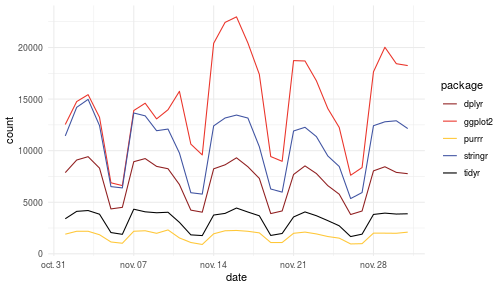 20000
15000
10000
5000
0
count
oct. 31
nov. 07
nov. 14
nov. 21
nov. 28
date
package
dplyr
ggplot2
purrr
stringr
tidyr